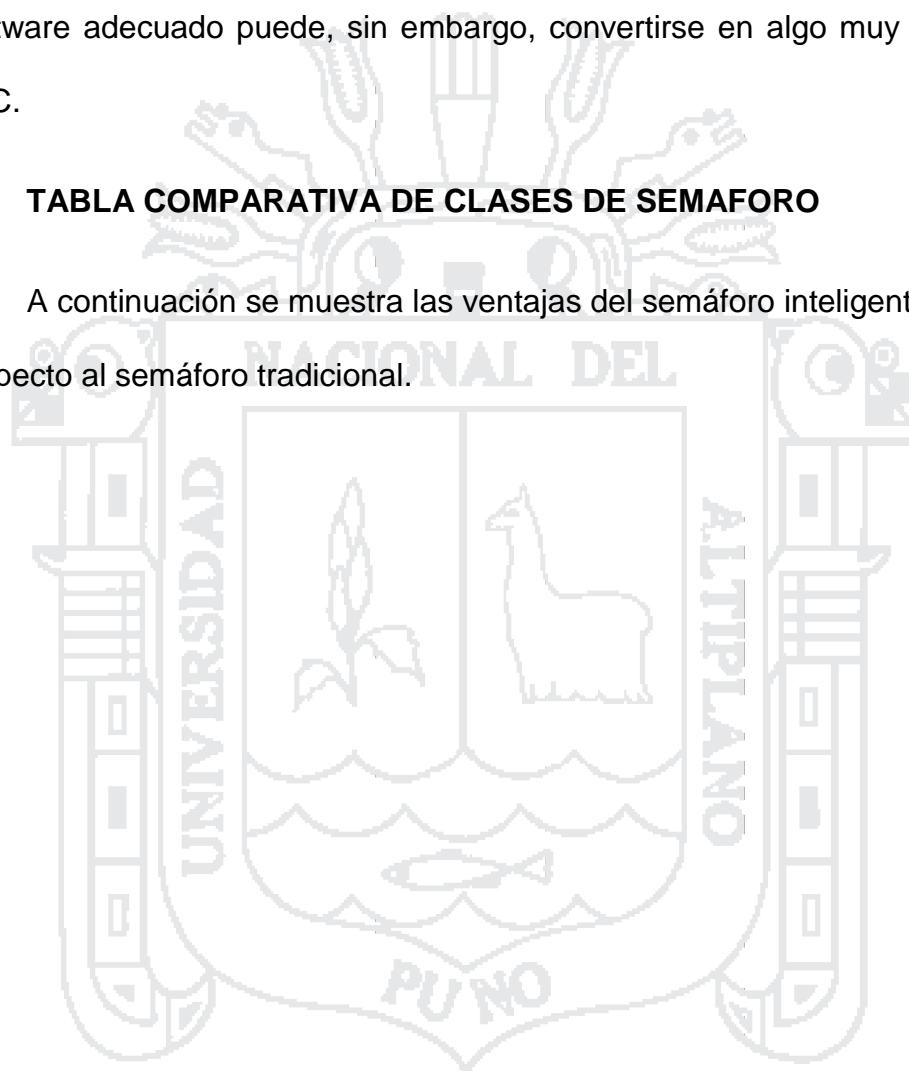 tware adecuado puede, sin embargo, convertirse en algo muy
C.
TABLA COMPARATIVA DE CLASES DE SEMAFORO
A continuación se muestra las ventajas del semáforo inteligent
pecto al semáforo tradicional.
NACIONAL DEL
UNIVERSIDAD
ALTIPLANO
PUNO